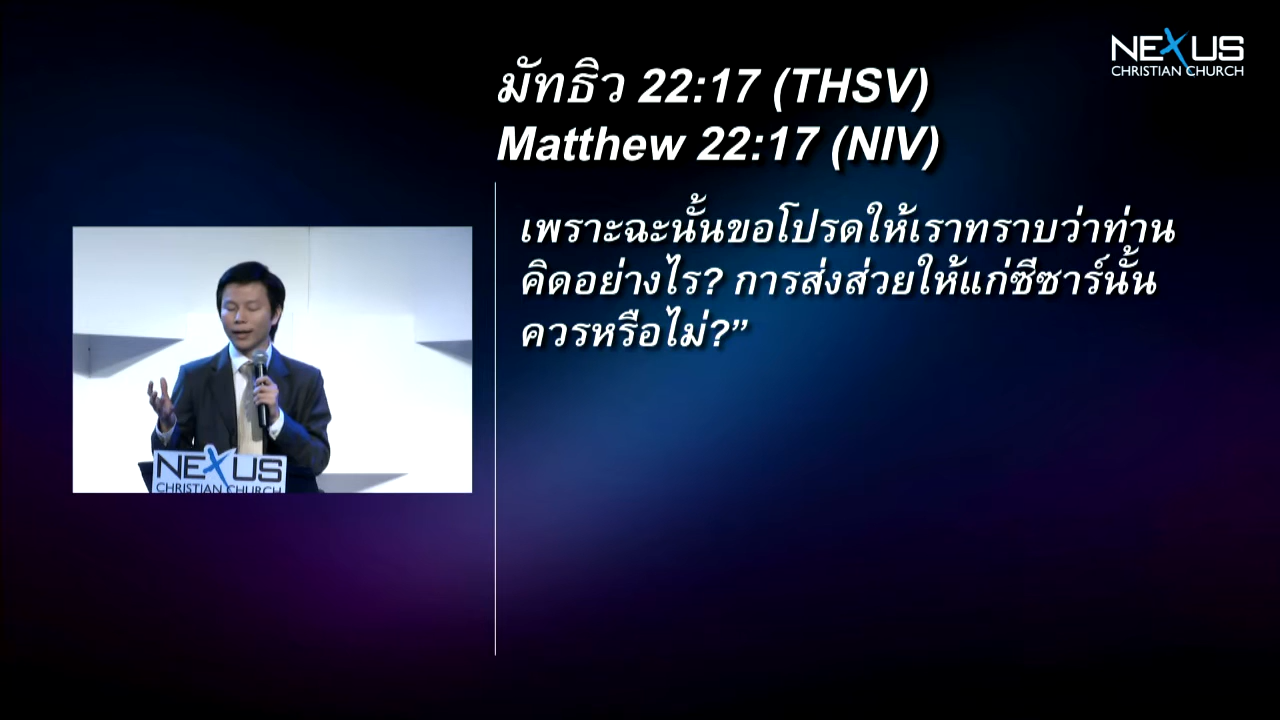 NEXUS
CHRISTIAN CHURCH
มัทธิว 22:17 (THSV)
Matthew 22:17 (NIV)
เพราะฉะนั้นขอโปรดให้เราทราบว่าท่าน
คิดอย่างไร? การส่งส่วยให้แก่ซีซาร์นั้น
ควรหรือไม่?”
NEXUS
CHRISTIAN CHURCH